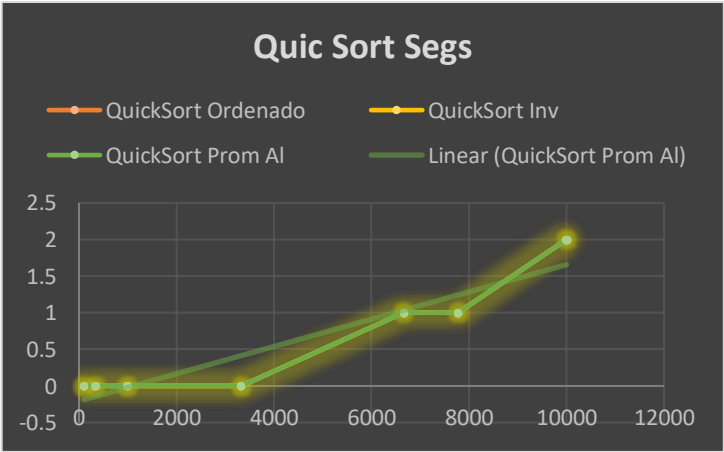 Quic Sort Segs
QuickSort Ordenado QuickSort Inv
QuickSort Prom Al Linear (QuickSort Prom Al)
2.5
2
1.5
1
0.5
0
-0.5
0 2000 4000 6000 8000 10000 12000